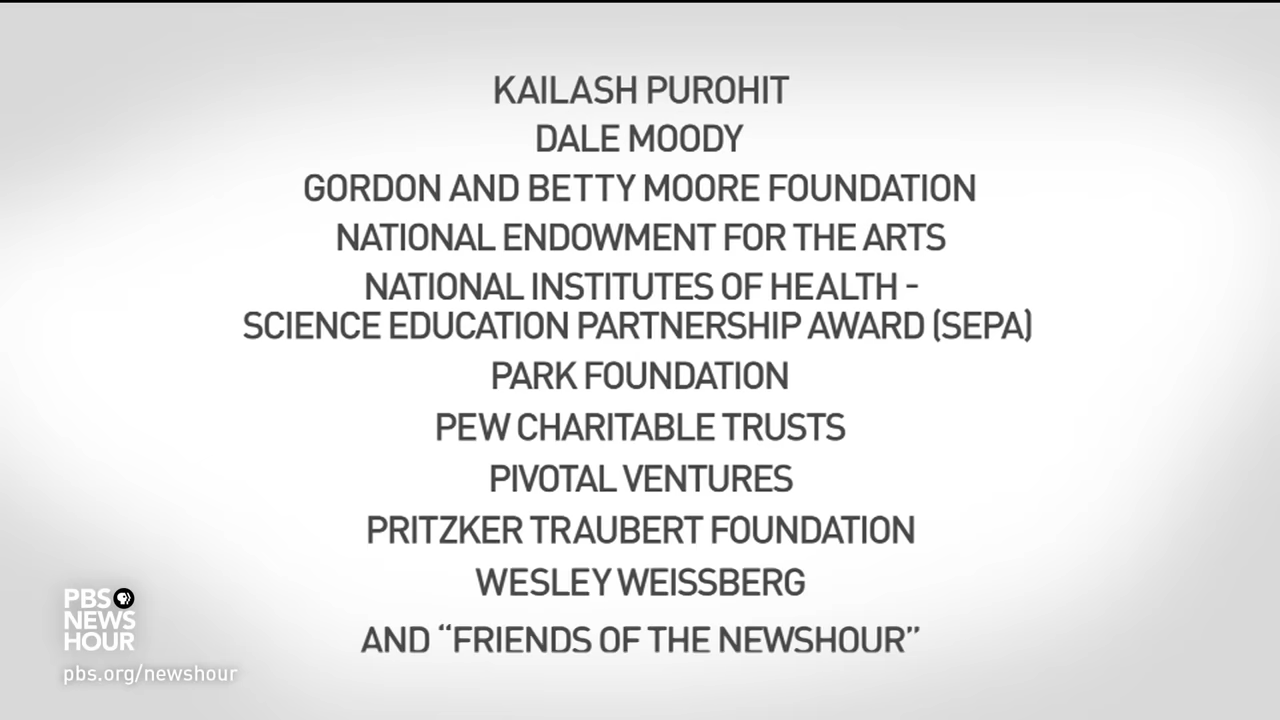 KAILASH PUROHIT
DALE MOODY
GORDON AND BETTY MOORE FOUNDATION
NATIONAL ENDOWMENT FOR THE ARTS
NATIONAL INSTITUTES OF HEALTH -
SCIENCE EDUCATION PARTNERSHIP AWARD (SEPA)
PARK FOUNDATION
PEW CHARITABLE TRUSTS
PIVOTAL VENTURES
PRITZKER TRAUBERT FOUNDATION
WESLEY WEISSBERG
AND “FRIENDS OF THE NEWSHOUR”
PBS
NEWS
HOUR
pbs.org/newshour